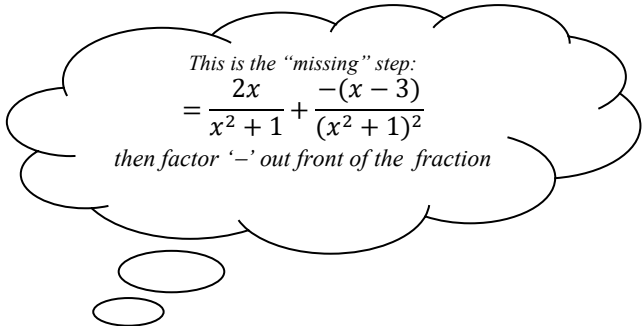 This is the “missing” step:
= 2x/(x² + 1) + −(x − 3)/(x² + 1)²
then factor ‘−’ out front of the fraction